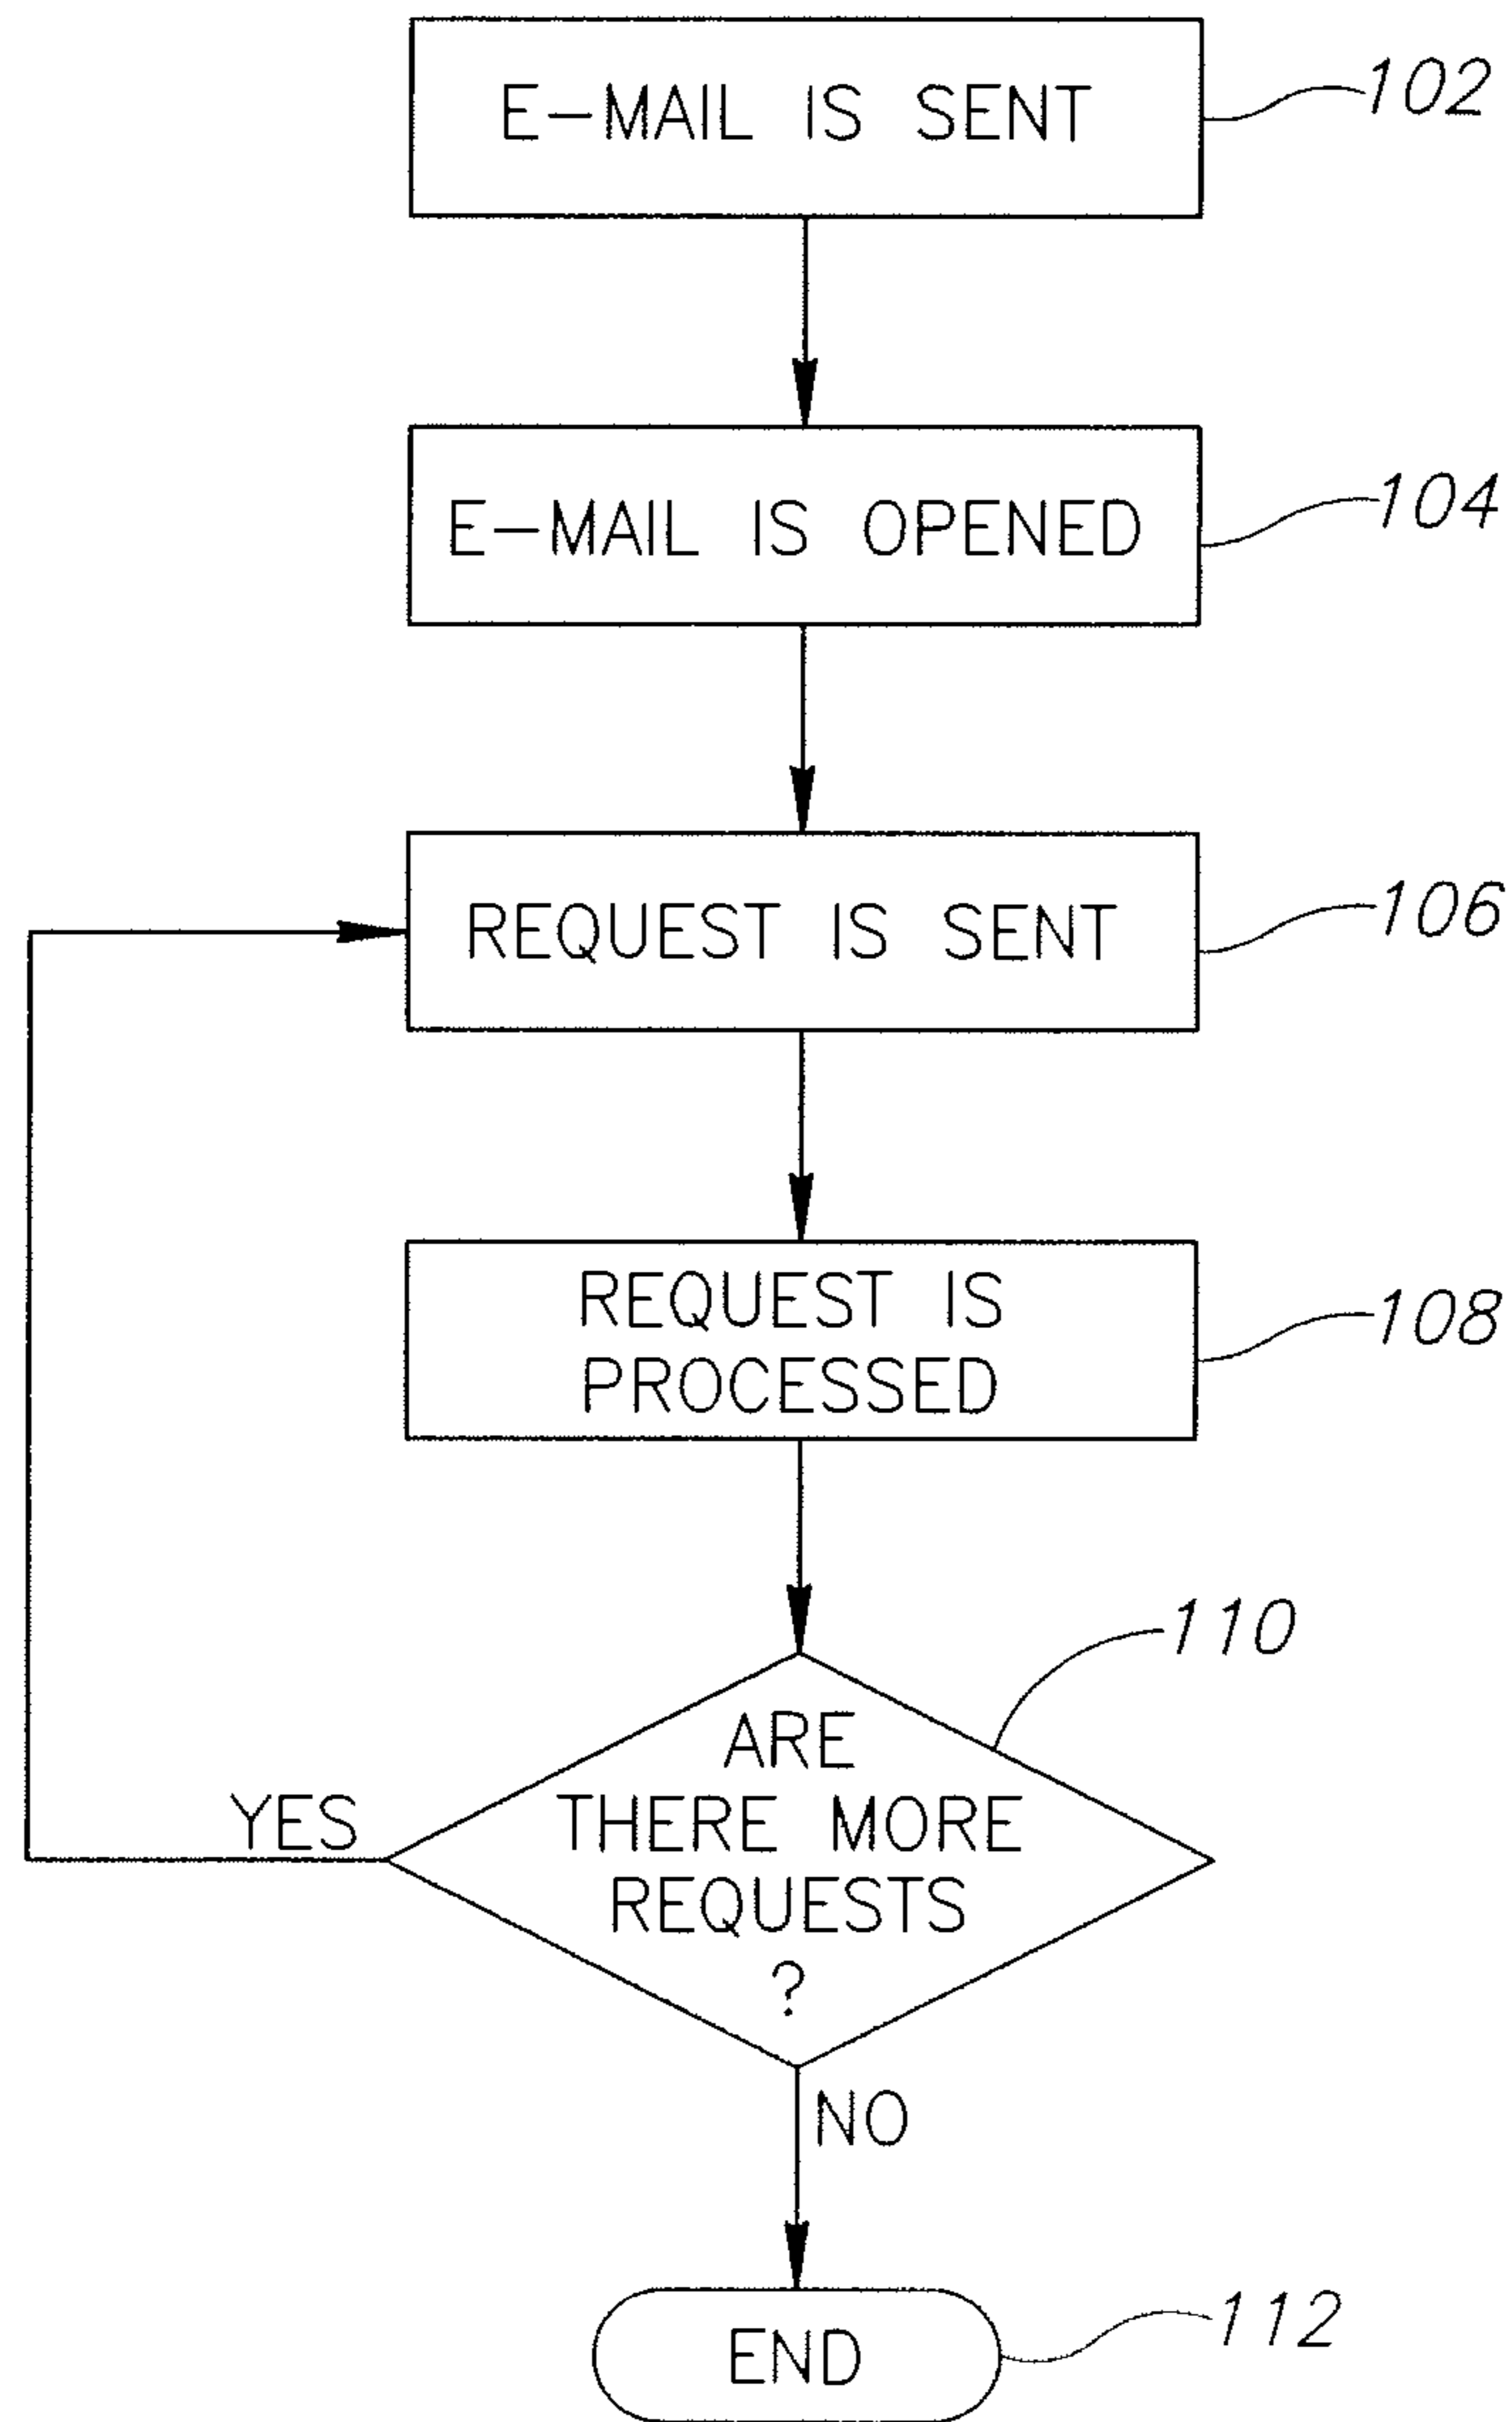 E-MAIL IS SENT
102
E-MAIL IS OPENED
104
REQUEST IS SENT
106
REQUEST IS
PROCESSED
108
110
ARE
THERE MORE
REQUESTS
?
YES
NO
END
112